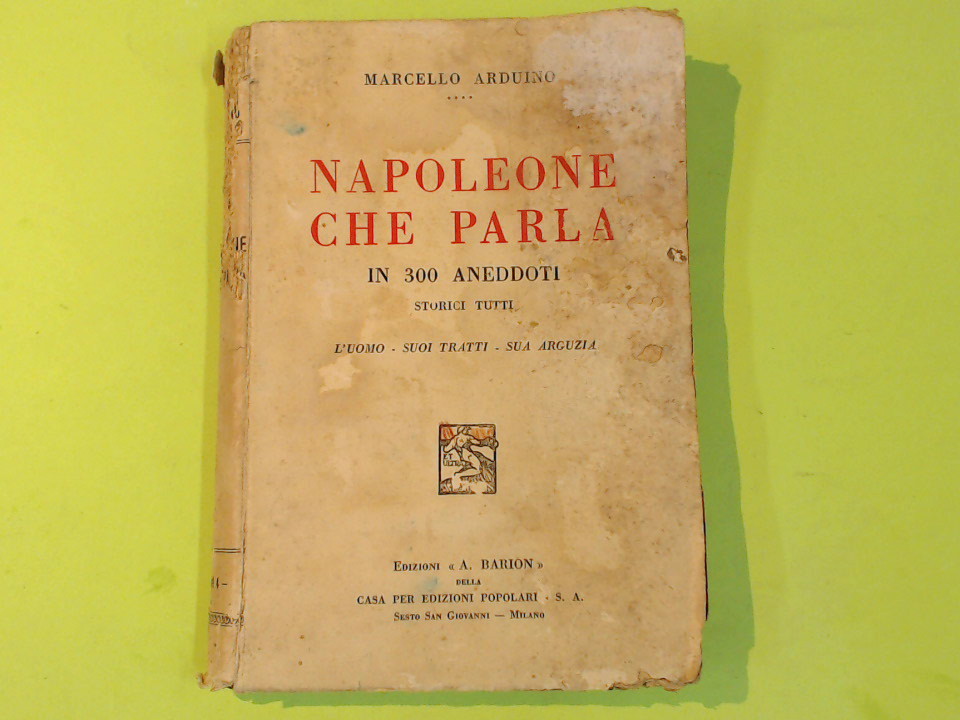 MARCELLO ARDUINO
NAPOLEONE
CHE PARLA
IN 300 ANEDDOTI
STORICI TUTTI
L'UOMO - SUOI TRATTI - SUA ARGUZIA
ET
EDIZIONI « A. BARION »
DELLA
CASA PER EDIZIONI POPOLARI - S. A.
SESTO SAN GIOVANNI — MILANO